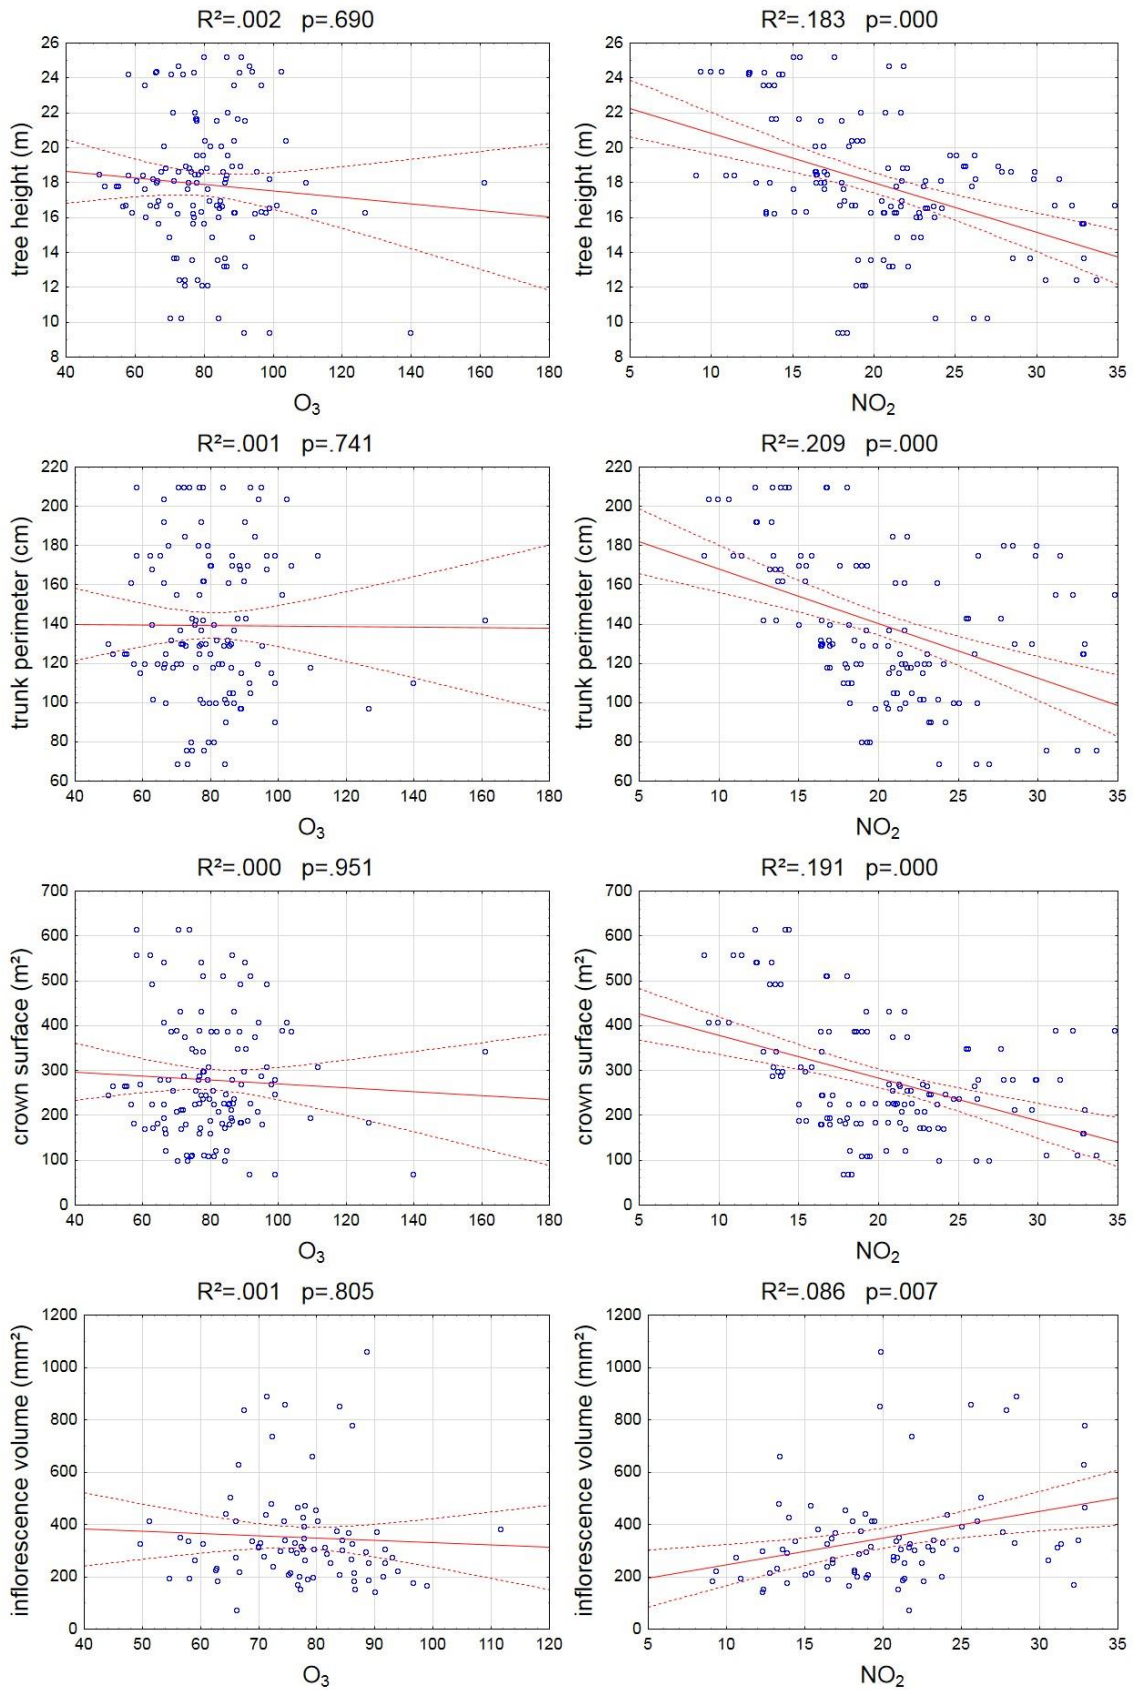 R²=.002 p=.690
26
24
22
20
18
16
14
12
10
8
tree height (m)
40 60 80 100 120 140 160 180
O₃
R²=.183 p=.000
26
24
22
20
18
16
14
12
10
8
tree height (m)
5 10 15 20 25 30 35
NO₂
R²=.001 p=.741
220
200
180
160
140
120
100
80
60
trunk perimeter (cm)
40 60 80 100 120 140 160 180
O₃
R²=.209 p=.000
220
200
180
160
140
120
100
80
60
trunk perimeter (cm)
5 10 15 20 25 30 35
NO₂
R²=.000 p=.951
700
600
500
400
300
200
100
0
crown surface (m²)
40 60 80 100 120 140 160 180
O₃
R²=.191 p=.000
700
600
500
400
300
200
100
0
crown surface (m²)
5 10 15 20 25 30 35
NO₂
R²=.001 p=.805
1200
1000
800
600
400
200
0
inflorescence volume (mm²)
40 50 60 70 80 90 100 110 120
O₃
R²=.086 p=.007
1200
1000
800
600
400
200
0
inflorescence volume (mm²)
5 10 15 20 25 30 35
NO₂